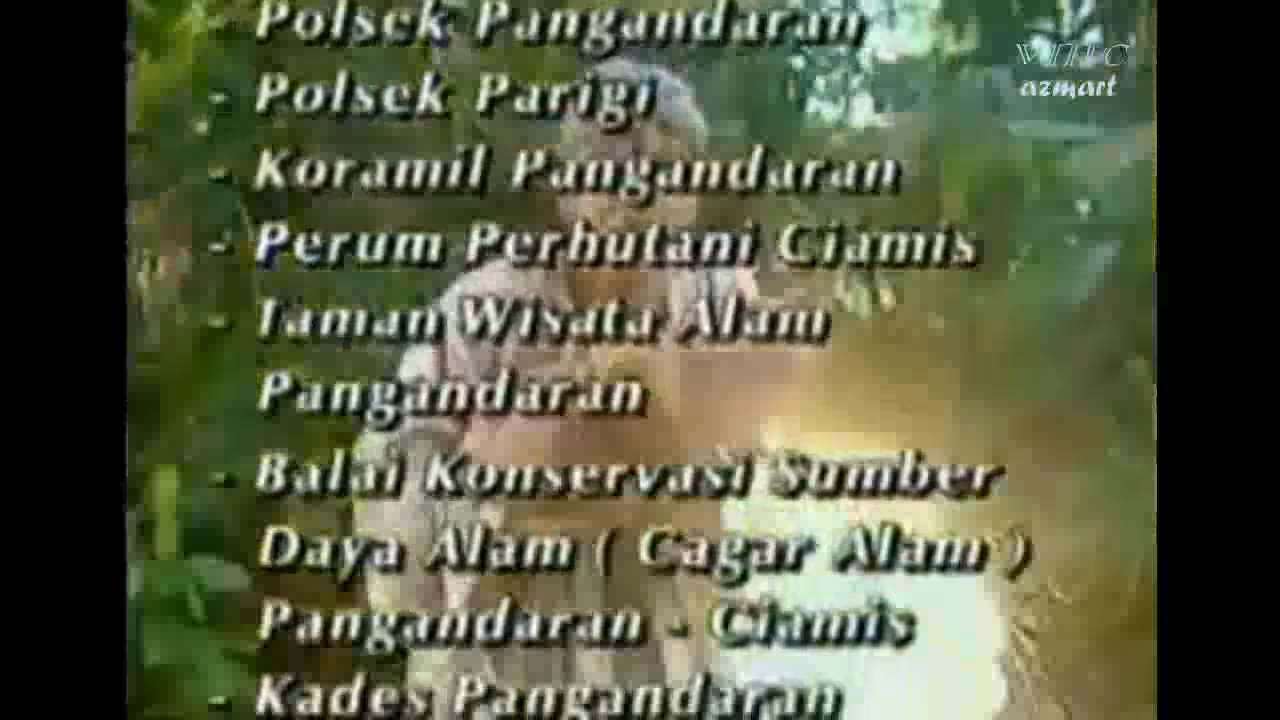 - Polsek Pangandaran
- Polsek Parigi
- Koramil Pangandaran
- Perum Perhutani Ciamis
- Taman Wisata Alam
Pangandaran
- Balai Konservasi Sumber
Daya Alam ( Cagar Alam )
Pangandaran - Ciamis
- Kades Pangandaran
azmart